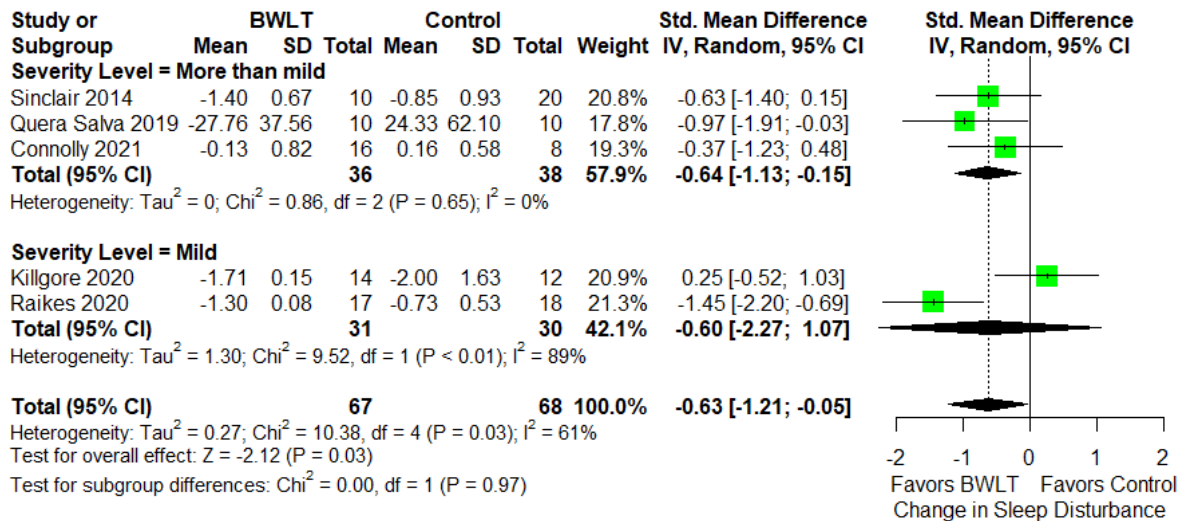 Study or BWLT Control Std. Mean Difference Std. Mean Difference
Subgroup Mean SD Total Mean SD Total Weight IV, Random, 95% CI IV, Random, 95% CI
Severity Level = More than mild
Sinclair 2014 -1.40 0.67 10 -0.85 0.93 20 20.8% -0.63 [-1.40; 0.15]
Quera Salva 2019 -27.76 37.56 10 24.33 62.10 10 17.8% -0.97 [-1.91; -0.03]
Connolly 2021 -0.13 0.82 16 0.16 0.58 8 19.3% -0.37 [-1.23; 0.48]
Total (95% CI) 36 38 57.9% -0.64 [-1.13; -0.15]
Heterogeneity: Tau² = 0; Chi² = 0.86, df = 2 (P = 0.65); I² = 0%
Severity Level = Mild
Killgore 2020 -1.71 0.15 14 -2.00 1.63 12 20.9% 0.25 [-0.52; 1.03]
Raikes 2020 -1.30 0.08 17 -0.73 0.53 18 21.3% -1.45 [-2.20; -0.69]
Total (95% CI) 31 30 42.1% -0.60 [-2.27; 1.07]
Heterogeneity: Tau² = 1.30; Chi² = 9.52, df = 1 (P < 0.01); I² = 89%
Total (95% CI) 67 68 100.0% -0.63 [-1.21; -0.05]
Heterogeneity: Tau² = 0.27; Chi² = 10.38, df = 4 (P = 0.03); I² = 61%
Test for overall effect: Z = -2.12 (P = 0.03)
Test for subgroup differences: Chi² = 0.00, df = 1 (P = 0.97)
-2 -1 0 1 2
Favors BWLT Favors Control
Change in Sleep Disturbance